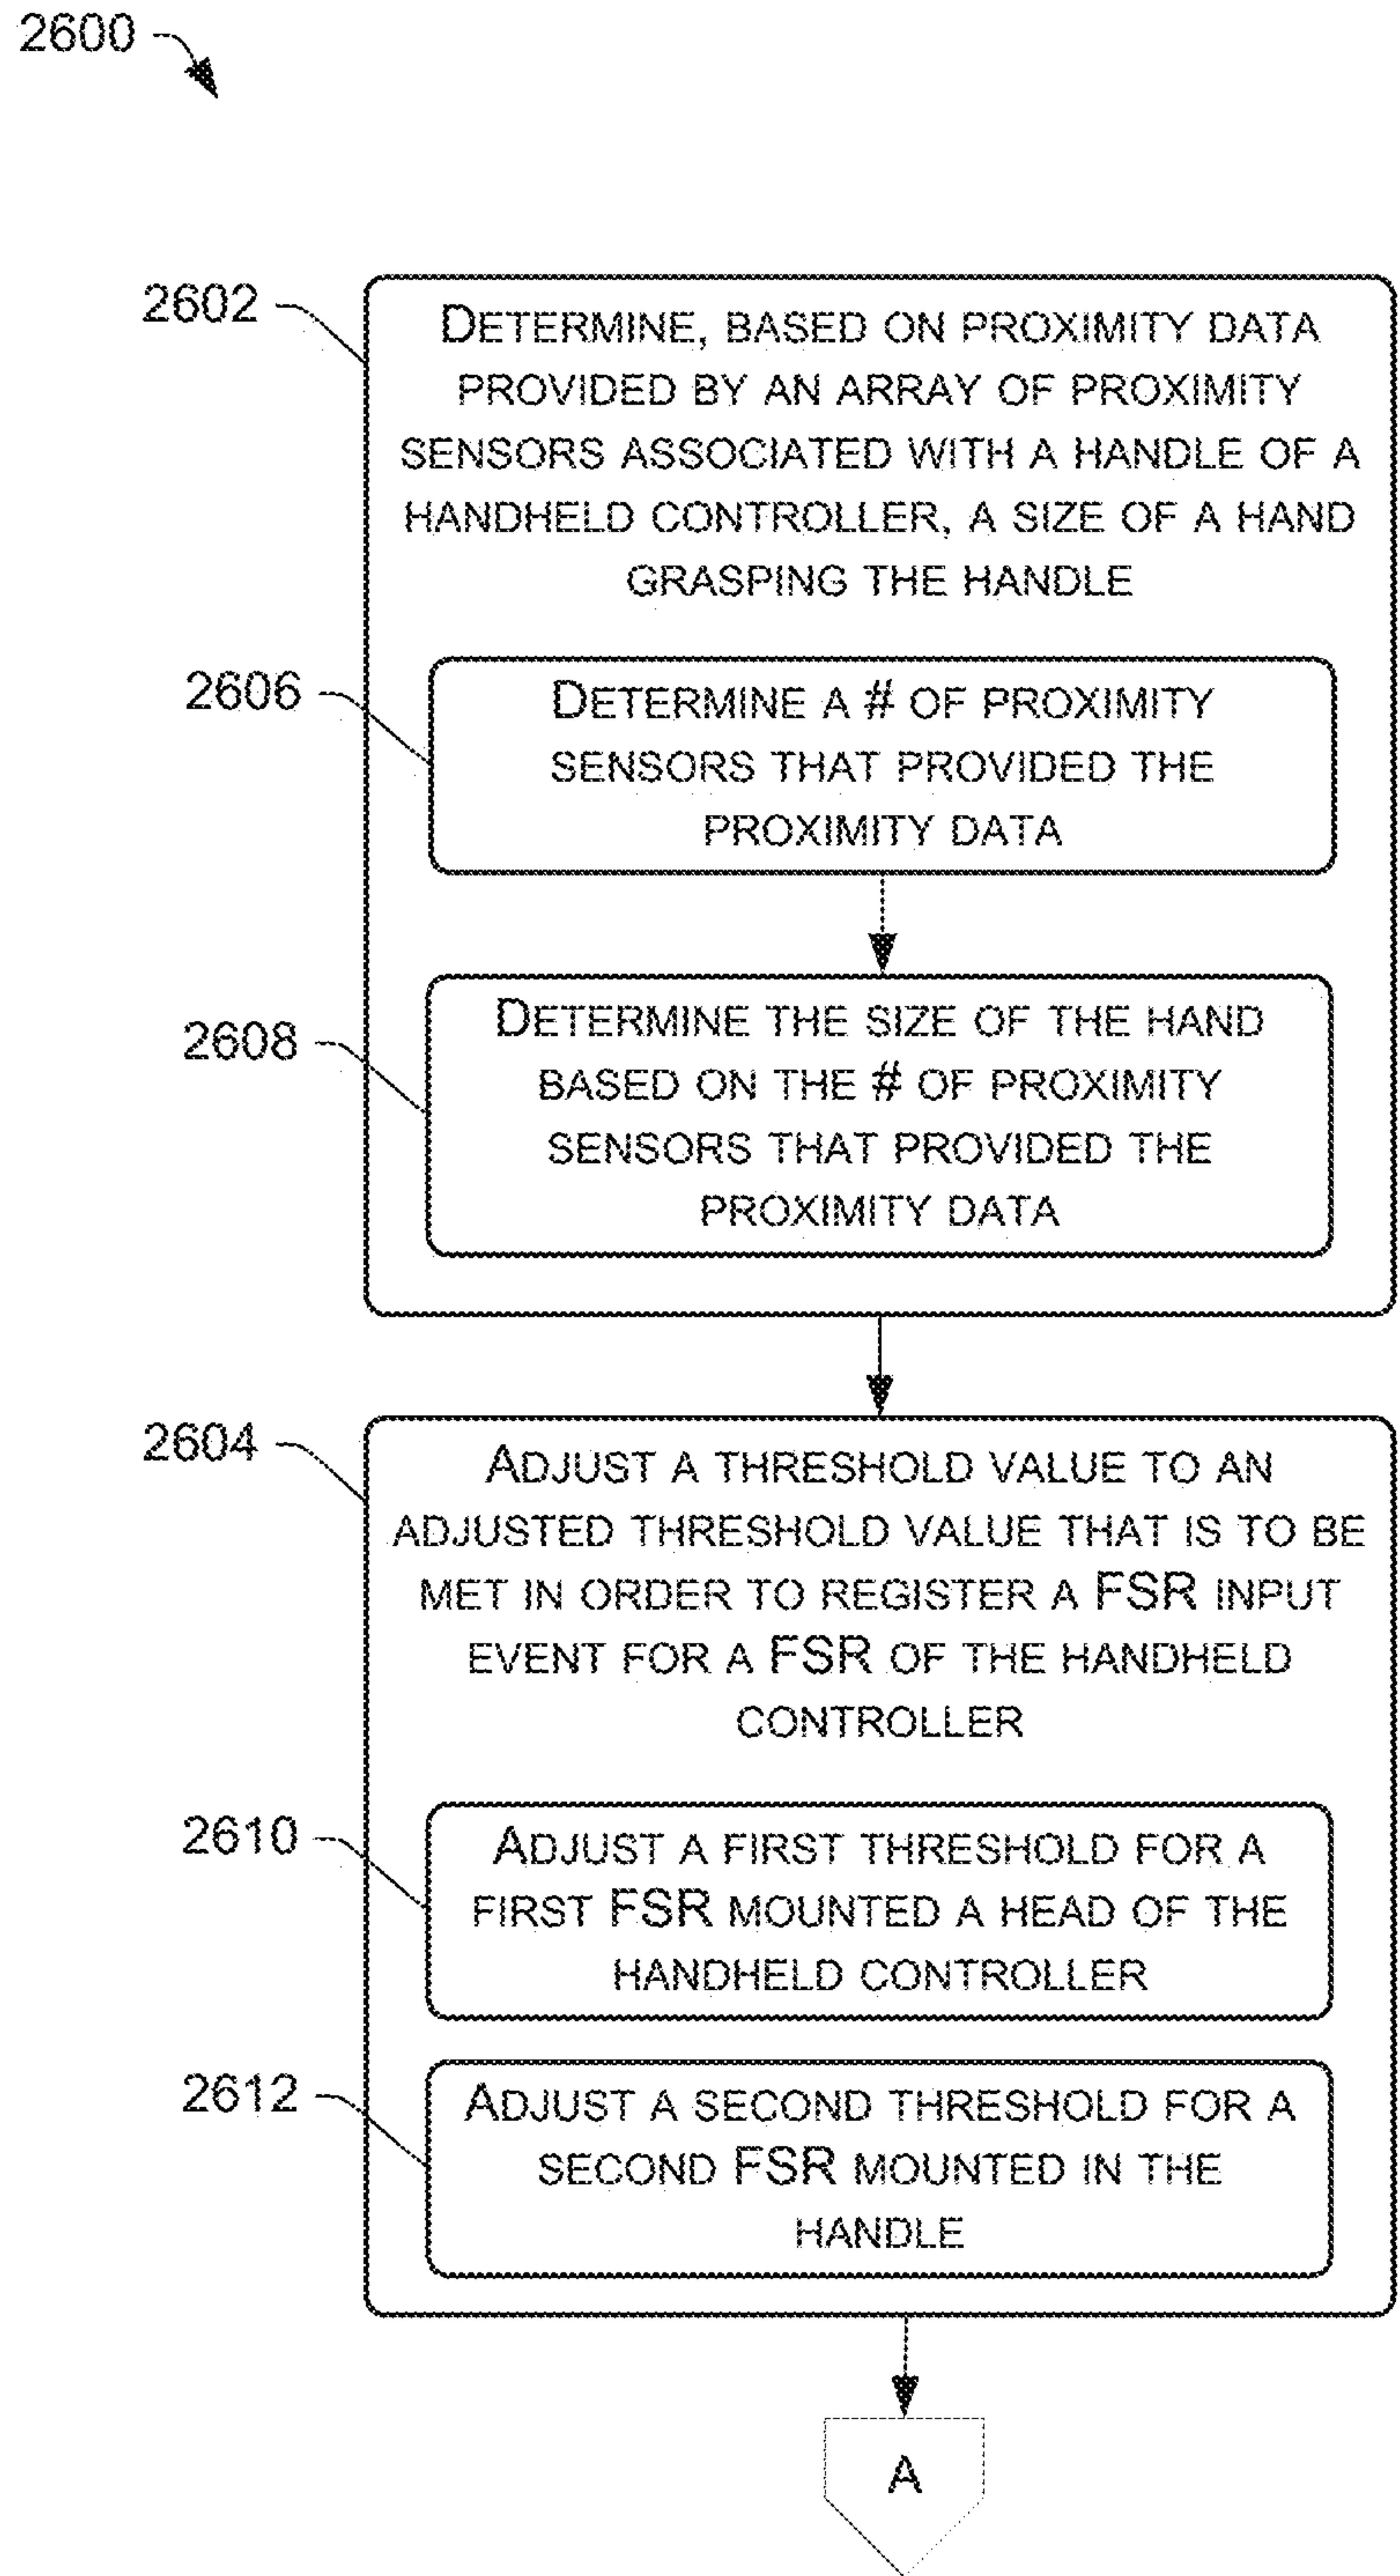 2600
2602
DETERMINE, BASED ON PROXIMITY DATA
PROVIDED BY AN ARRAY OF PROXIMITY
SENSORS ASSOCIATED WITH A HANDLE OF A
HANDHELD CONTROLLER, A SIZE OF A HAND
GRASPING THE HANDLE
2606
DETERMINE A # OF PROXIMITY
SENSORS THAT PROVIDED THE
PROXIMITY DATA
2608
DETERMINE THE SIZE OF THE HAND
BASED ON THE # OF PROXIMITY
SENSORS THAT PROVIDED THE
PROXIMITY DATA
2604
ADJUST A THRESHOLD VALUE TO AN
ADJUSTED THRESHOLD VALUE THAT IS TO BE
MET IN ORDER TO REGISTER A FSR INPUT
EVENT FOR A FSR OF THE HANDHELD
CONTROLLER
2610
ADJUST A FIRST THRESHOLD FOR A
FIRST FSR MOUNTED A HEAD OF THE
HANDHELD CONTROLLER
2612
ADJUST A SECOND THRESHOLD FOR A
SECOND FSR MOUNTED IN THE
HANDLE
A